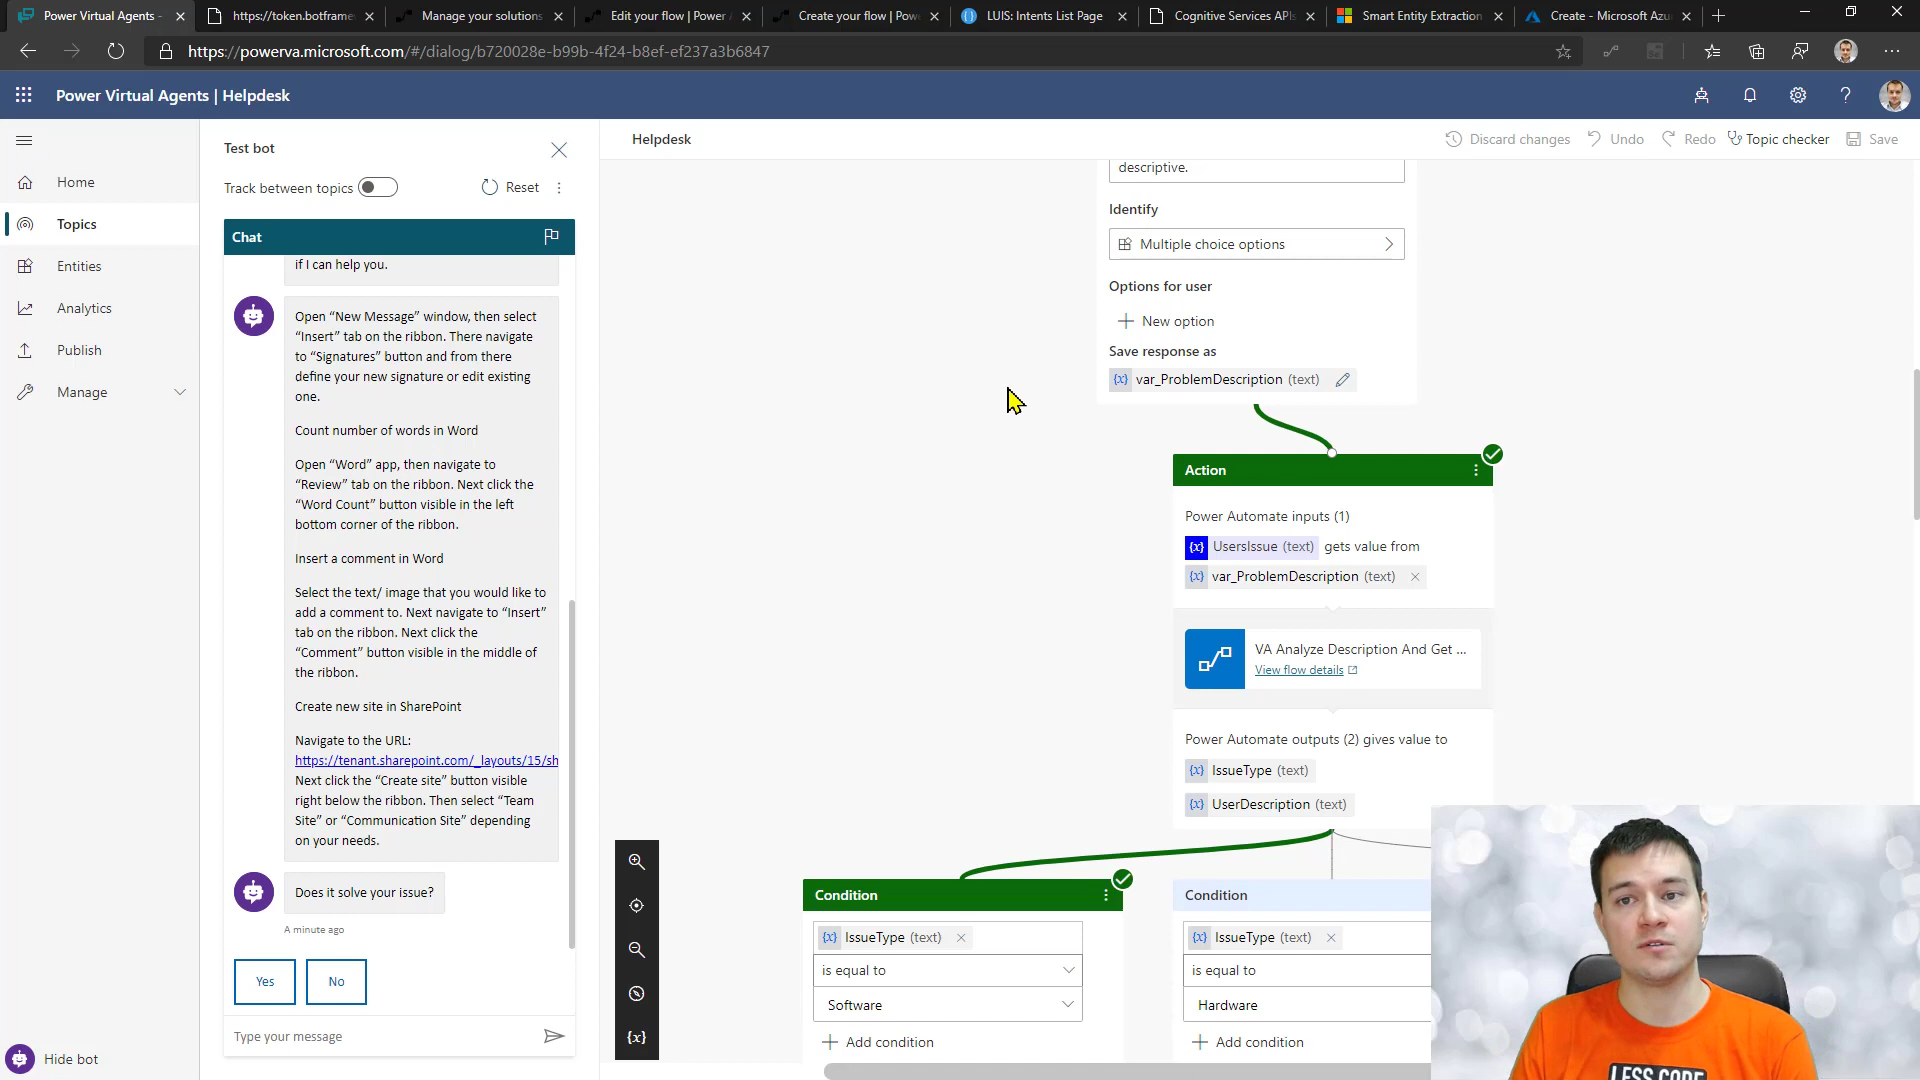 Power Virtual Agents -
https://token.botframe
Manage your solutions
Edit your flow | Power A
Create your flow | Powe
LUIS: Intents List Page
Cognitive Services APIs
Smart Entity Extraction
Create - Microsoft Azu
https://powerva.microsoft.com/#/dialog/b720028e-b99b-4f24-b8ef-ef237a3b6847
Power Virtual Agents | Helpdesk
Home
Topics
Entities
Analytics
Publish
Manage
Hide bot
Test bot
Track between topics
Reset
Chat
if I can help you.
Open “New Message” window, then select
“Insert” tab on the ribbon. There navigate
to “Signatures” button and from there
define your new signature or edit existing
one.
Count number of words in Word
Open “Word” app, then navigate to
“Review” tab on the ribbon. Next click the
“Word Count” button visible in the left
bottom corner of the ribbon.
Insert a comment in Word
Select the text/ image that you would like to
add a comment to. Next navigate to “Insert”
tab on the ribbon. Next click the
“Comment” button visible in the middle of
the ribbon.
Create new site in SharePoint
Navigate to the URL:
https://tenant.sharepoint.com/_layouts/15/sh
Next click the “Create site” button visible
right below the ribbon. Then select “Team
Site” or “Communication Site” depending
on your needs.
Does it solve your issue?
A minute ago
Yes
No
Type your message
Helpdesk
Discard changes
Undo
Redo
Topic checker
Save
descriptive.
Identify
Multiple choice options
Options for user
New option
Save response as
{x} var_ProblemDescription (text)
Action
Power Automate inputs (1)
{x} UsersIssue (text) gets value from
{x} var_ProblemDescription (text)
VA Analyze Description And Get ...
View flow details
Power Automate outputs (2) gives value to
{x} IssueType (text)
{x} UserDescription (text)
Condition
{x} IssueType (text)
is equal to
Software
Add condition
Condition
{x} IssueType (text)
is equal to
Hardware
Add condition
{x}
LESS CODE